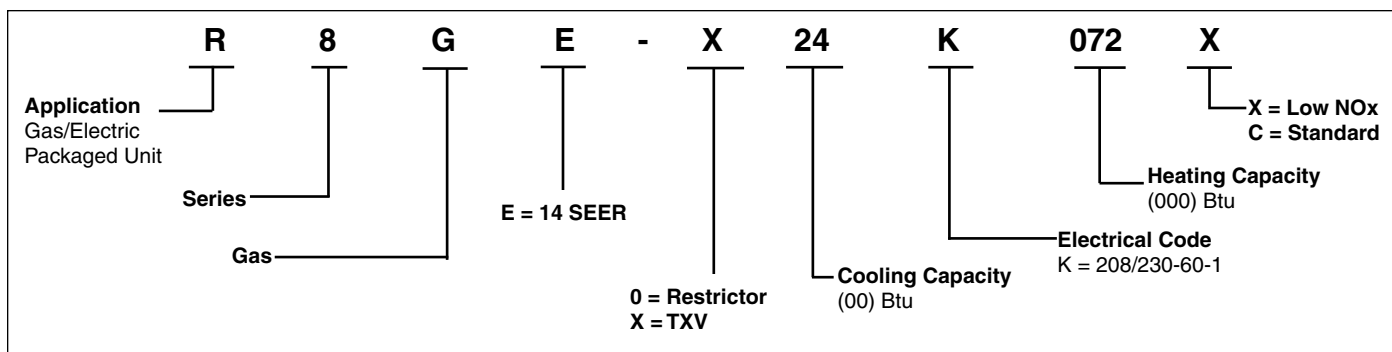 R 8 G E - X 24 K 072 X
Application
Gas/Electric
Packaged Unit
Series
Gas
E = 14 SEER
0 = Restrictor
X = TXV
Cooling Capacity
(00) Btu
Electrical Code
K = 208/230-60-1
Heating Capacity
(000) Btu
X = Low NOx
C = Standard